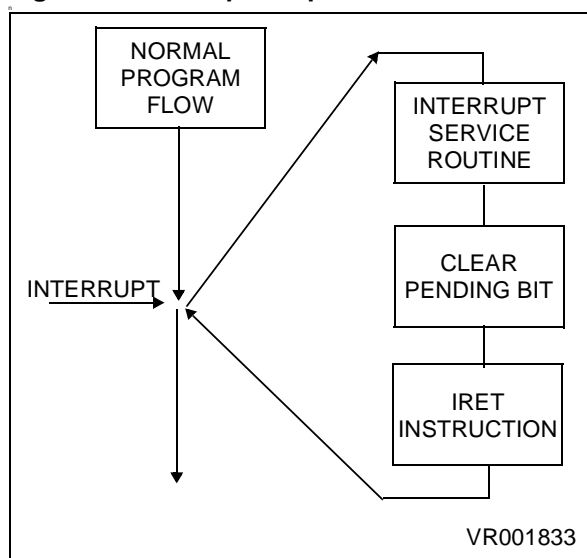 NORMAL
PROGRAM
FLOW
INTERRUPT
SERVICE
ROUTINE
CLEAR
PENDING BIT
INTERRUPT
IRET
INSTRUCTION
VR001833